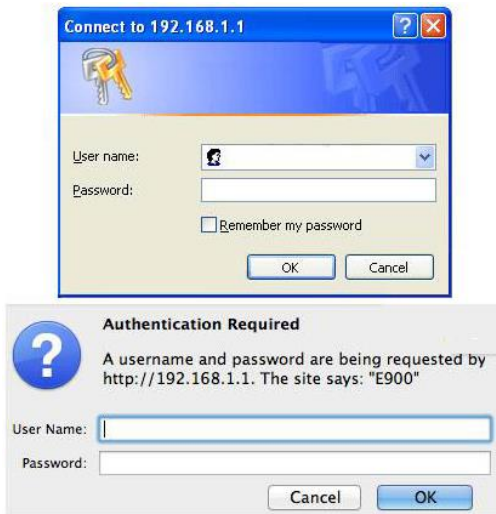 Connect to 192.168.1.1
User name:
Password:
Remember my password
OK Cancel
Authentication Required
A username and password are being requested by
http://192.168.1.1. The site says: "E900"
User Name:
Password:
Cancel OK